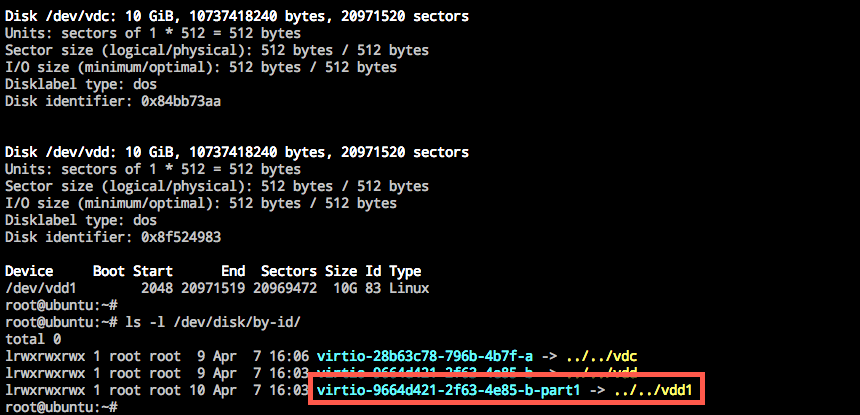 Disk /dev/vdc: 10 GiB, 10737418240 bytes, 20971520 sectors
Units: sectors of 1 * 512 = 512 bytes
Sector size (logical/physical): 512 bytes / 512 bytes
I/O size (minimum/optimal): 512 bytes / 512 bytes
Disklabel type: dos
Disk identifier: 0x84bb73aa
Disk /dev/vdd: 10 GiB, 10737418240 bytes, 20971520 sectors
Units: sectors of 1 * 512 = 512 bytes
Sector size (logical/physical): 512 bytes / 512 bytes
I/O size (minimum/optimal): 512 bytes / 512 bytes
Disklabel type: dos
Disk identifier: 0x8f524983
Device     Boot Start      End  Sectors Size Id Type
/dev/vdd1        2048 20971519 20969472  10G 83 Linux
root@ubuntu:~#
root@ubuntu:~# ls -l /dev/disk/by-id/
total 0
lrwxrwxrwx 1 root root  9 Apr  7 16:06 virtio-28b63c78-796b-4b7f-a -> ../../vdc
lrwxrwxrwx 1 root root  9 Apr  7 16:03 virtio-9664d421-2f63-4e85-b -> ../../vdd
lrwxrwxrwx 1 root root 10 Apr  7 16:03 virtio-9664d421-2f63-4e85-b-part1 -> ../../vdd1
root@ubuntu:~#